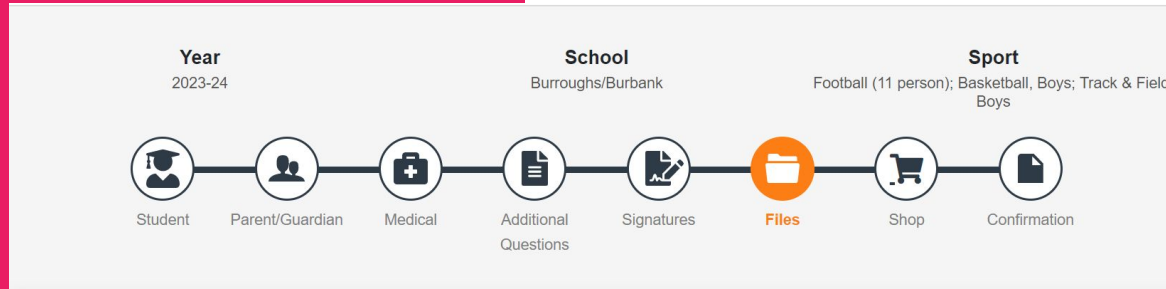 Year
2023-24
School
Burroughs/Burbank
Sport
Football (11 person); Basketball, Boys; Track & Field
Boys
Student
Parent/Guardian
Medical
Additional
Questions
Signatures
Files
Shop
Confirmation